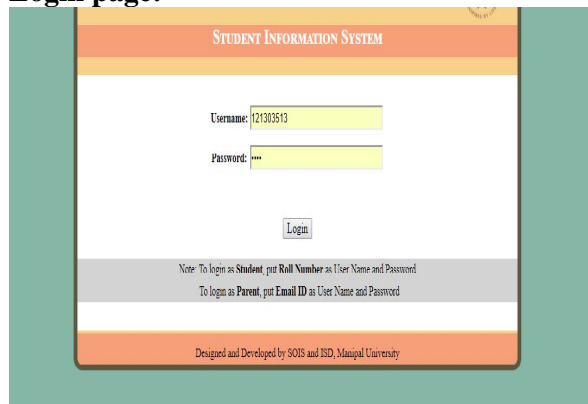 Login page.
STUDENT INFORMATION SYSTEM
Username: 121303513
Password: ••••
Login
Note: To login as Student, put Roll Number as User Name and Password
To login as Parent, put Email ID as User Name and Password
Designed and Developed by SOIS and ISD, Manipal University